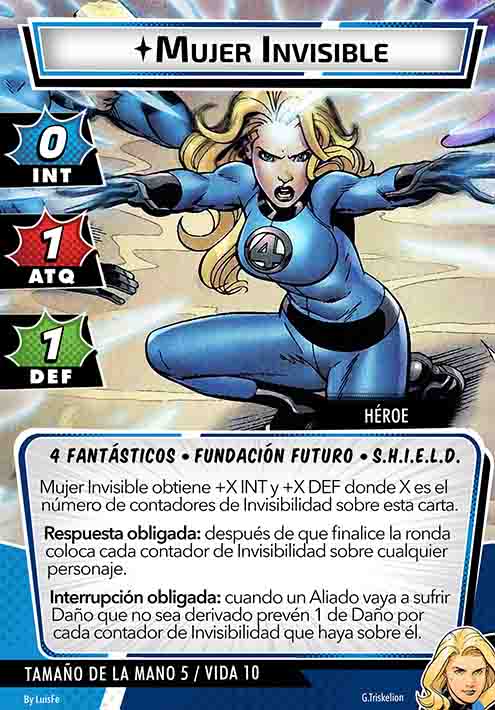 MUJER INVISIBLE
0
INT
1
ATQ
1
DEF
4
HÉROE
4 FANTÁSTICOS • FUNDACIÓN FUTURO • S.H.I.E.L.D.
Mujer Invisible obtiene +X INT y +X DEF donde X es el
número de contadores de Invisibilidad sobre esta carta.
Respuesta obligada: después de que finalice la ronda
coloca cada contador de Invisibilidad sobre cualquier
personaje.
Interrupción obligada: cuando un Aliado vaya a sufrir
Daño que no sea derivado prevén 1 de Daño por
cada contador de Invisibilidad que haya sobre él.
TAMAÑO DE LA MANO 5 / VIDA 10
By LuisFe
G.Triskelion